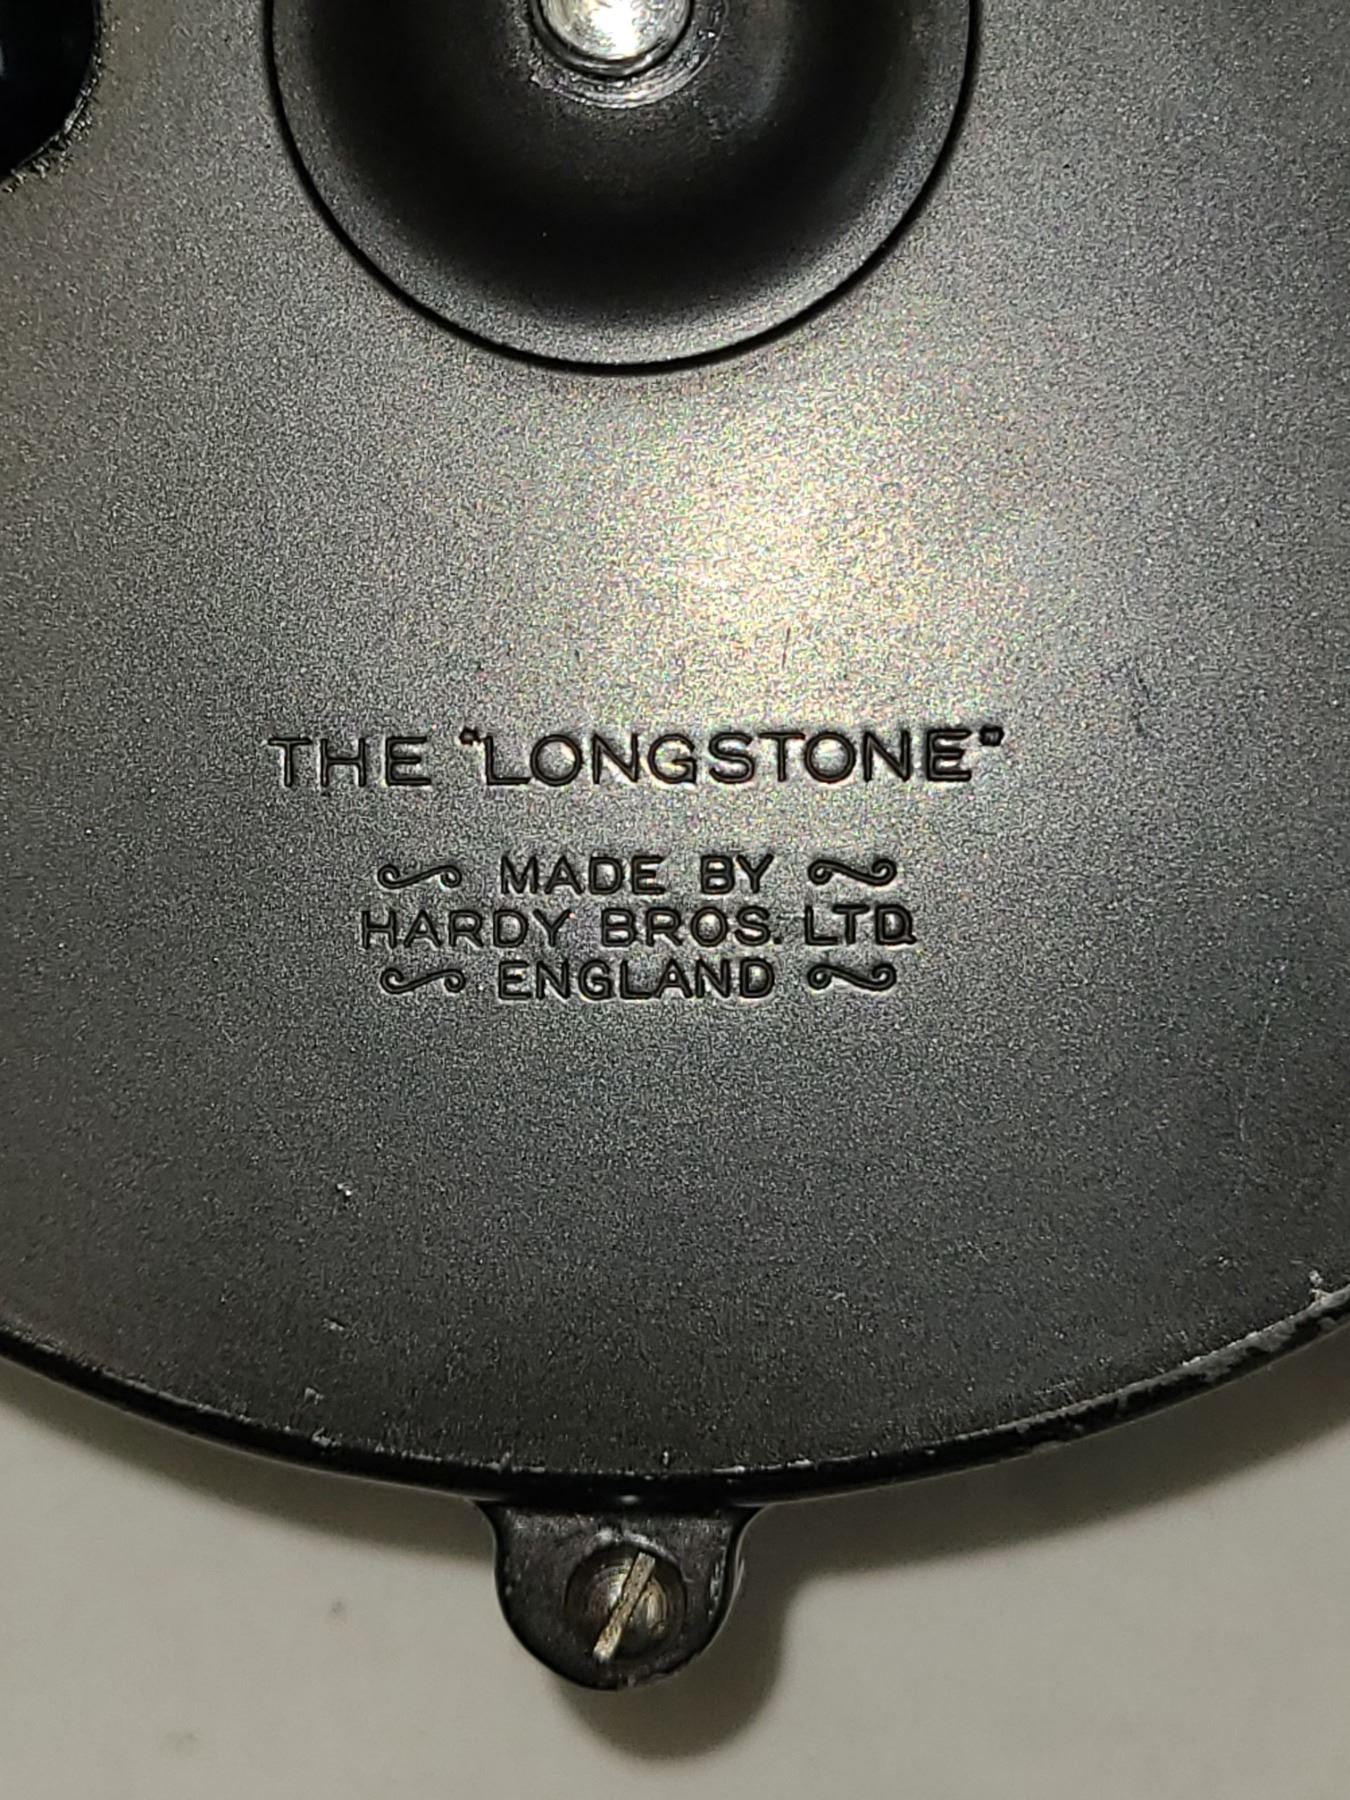 THE "LONGSTONE"
MADE BY
HARDY BROS. LTD
ENGLAND